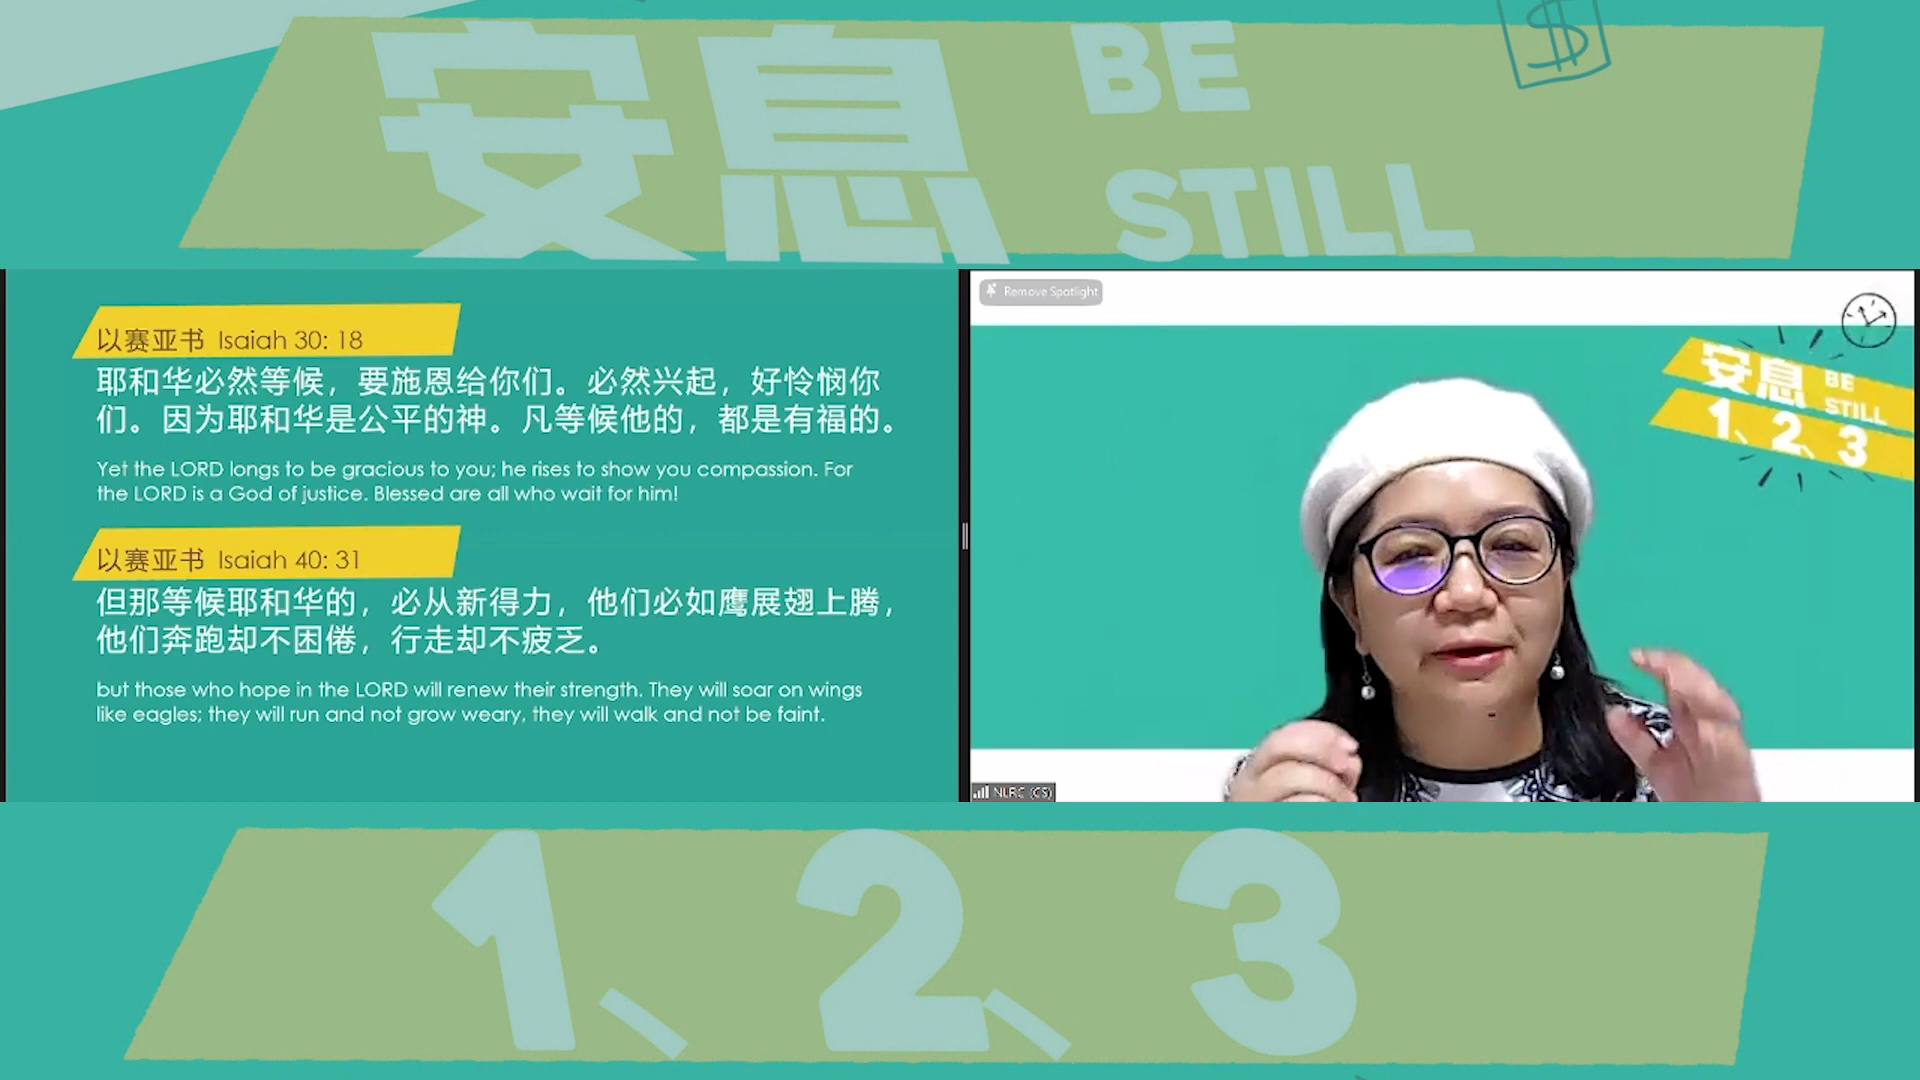 安息 BE
STILL
以赛亚书 Isaiah 30: 18
耶和华必然等候，要施恩给你们。必然兴起，好怜悯你
们。因为耶和华是公平的神。凡等候他的，都是有福的。
Yet the LORD longs to be gracious to you; he rises to show you compassion. For
the LORD is a God of justice. Blessed are all who wait for him!
以赛亚书 Isaiah 40: 31
但那等候耶和华的，必从新得力，他们必如鹰展翅上腾，
他们奔跑却不困倦，行走却不疲乏。
but those who hope in the LORD will renew their strength. They will soar on wings
like eagles; they will run and not grow weary, they will walk and not be faint.
Remove Spotlight
安息 BE
STILL
1、2、3
NLRC (CS)
1、2、3